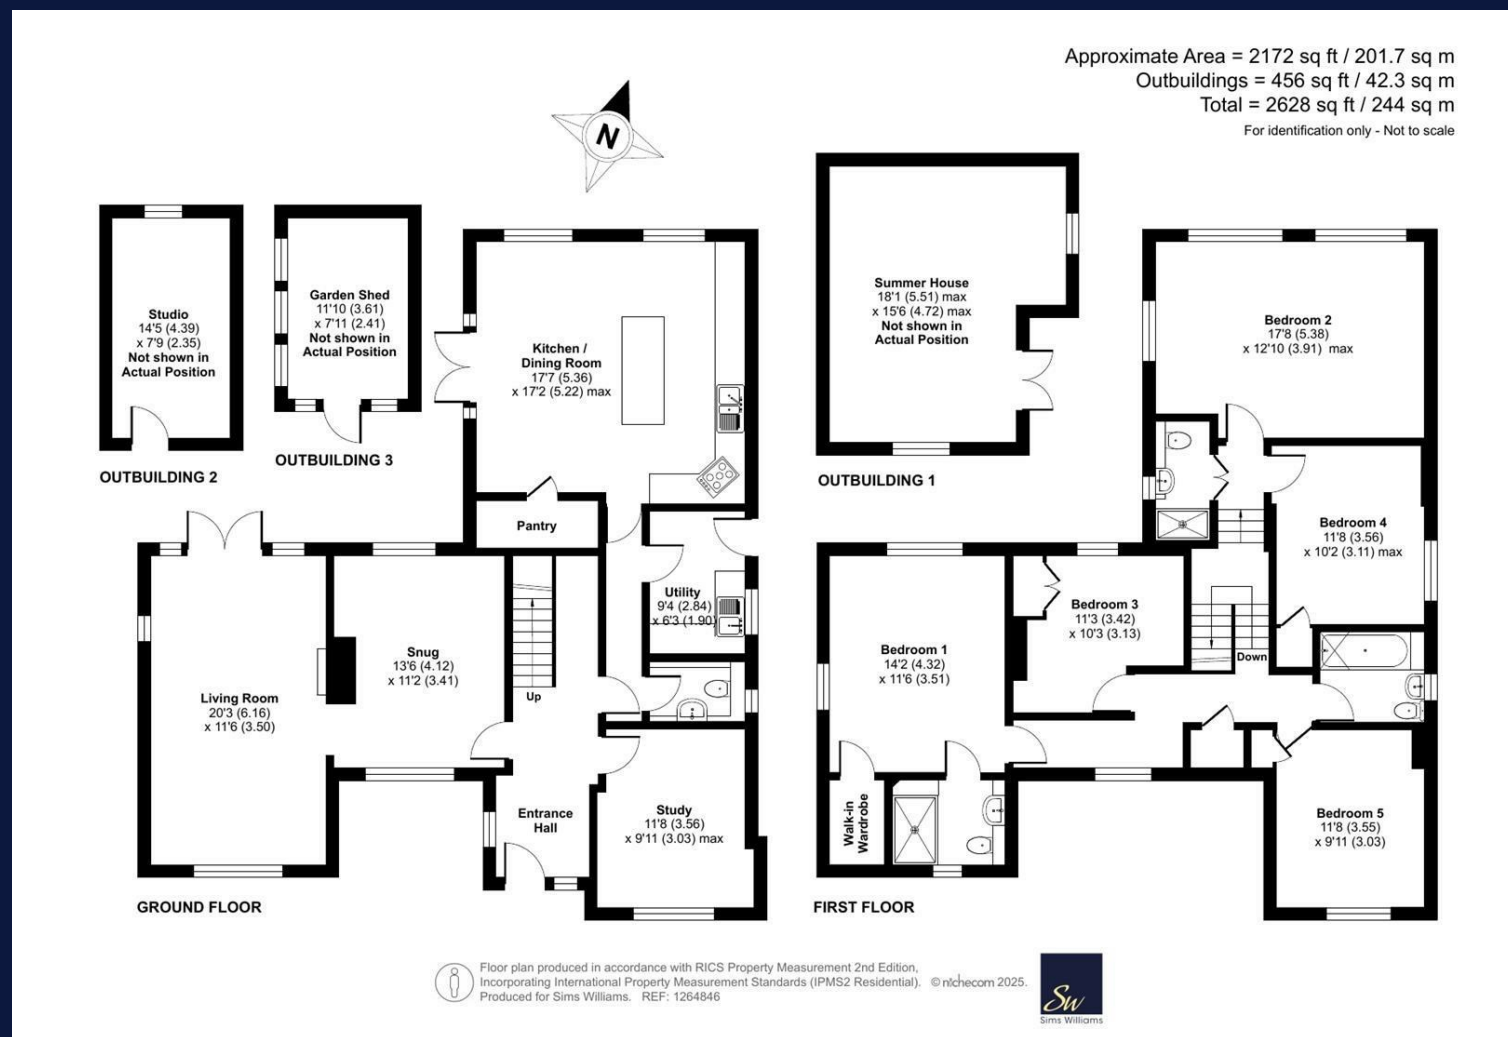 Approximate Area = 2172 sq ft / 201.7 sq m
Outbuildings = 456 sq ft / 42.3 sq m
Total = 2628 sq ft / 244 sq m
For identification only - Not to scale
N
Studio
14'5 (4.39)
x 7'9 (2.35)
Not shown in
Actual Position
OUTBUILDING 2
Garden Shed
11'10 (3.61)
x 7'11 (2.41)
Not shown in
Actual Position
OUTBUILDING 3
Kitchen /
Dining Room
17'7 (5.36)
x 17'2 (5.22) max
Pantry
Utility
9'4 (2.84)
x 6'3 (1.90)
Snug
13'6 (4.12)
x 11'2 (3.41)
Up
Living Room
20'3 (6.16)
x 11'6 (3.50)
Entrance
Hall
Study
11'8 (3.56)
x 9'11 (3.03) max
GROUND FLOOR
Summer House
18'1 (5.51) max
x 15'6 (4.72) max
Not shown in
Actual Position
OUTBUILDING 1
Bedroom 2
17'8 (5.38)
x 12'10 (3.91) max
Bedroom 4
11'8 (3.56)
x 10'2 (3.11) max
Bedroom 3
11'3 (3.42)
x 10'3 (3.13)
Bedroom 1
14'2 (4.32)
x 11'6 (3.51)
Down
Walk-in
Wardrobe
Bedroom 5
11'8 (3.55)
x 9'11 (3.03)
FIRST FLOOR
Floor plan produced in accordance with RICS Property Measurement 2nd Edition,
Incorporating International Property Measurement Standards (IPMS2 Residential). © nichecom 2025.
Produced for Sims Williams. REF: 1264846
Sw
Sims Williams